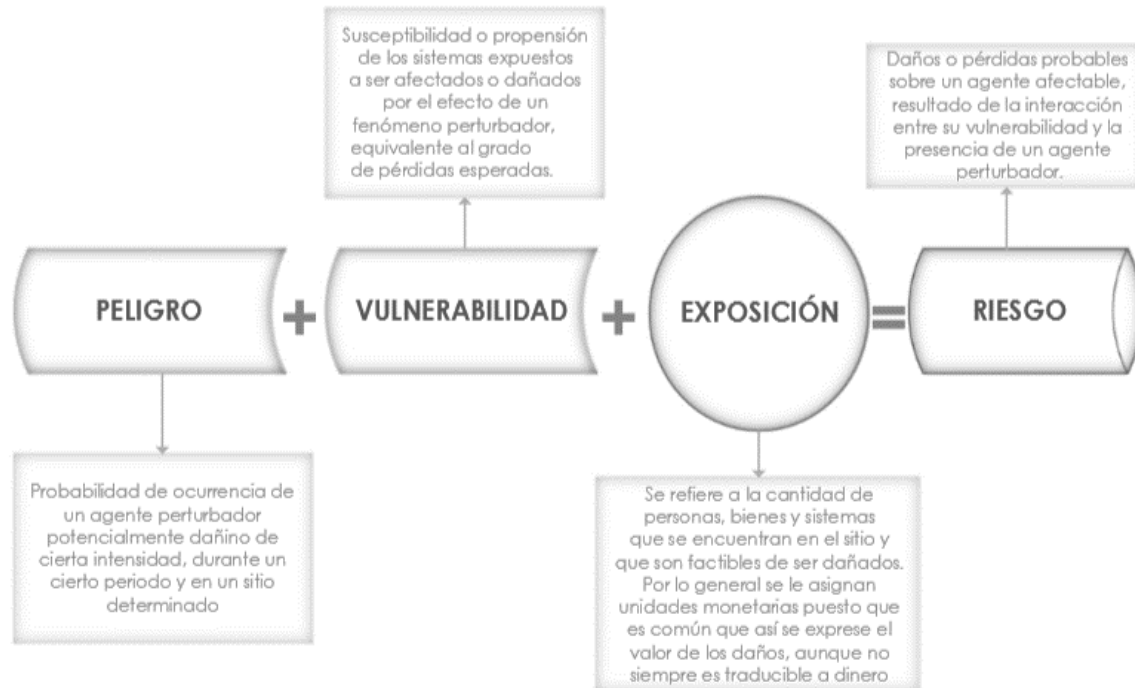 Susceptibilidad o propensión
de los sistemas expuestos
a ser afectados o dañados
por el efecto de un
fenómeno perturbador,
equivalente al grado
de pérdidas esperadas.
Daños o pérdidas probables
sobre un agente afectable,
resultado de la interacción
entre su vulnerabilidad y la
presencia de un agente
perturbador.
PELIGRO + VULNERABILIDAD + EXPOSICIÓN = RIESGO
Probabilidad de ocurrencia de
un agente perturbador
potencialmente dañino de
cierta intensidad, durante un
cierto periodo y en un sitio
determinado
Se refiere a la cantidad de
personas, bienes y sistemas
que se encuentran en el sitio y
que son factibles de ser dañados.
Por lo general se le asignan
unidades monetarias puesto que
es común que así se exprese el
valor de los daños, aunque no
siempre es traducible a dinero